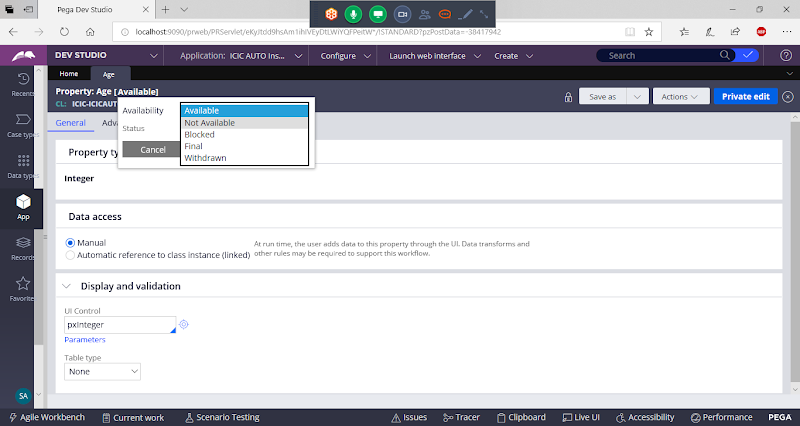 Pega Dev Studio
localhost:9090/prweb/PRServlet/eKyJtdd9hsAm1ihlVEyDtLWiYQFPeitW*/!STANDARD?pzPostData=-38417942
DEV STUDIO
Application: ICIC AUTO Ins...
Configure
Launch web interface
Create
Search
Recents
Home
Age
Property: Age [Available]
CL: ICIC-ICICAUT
Save as
Actions
Private edit
General
Adva
Availability
Available
Not Available
Blocked
Final
Withdrawn
Status
Cancel
Case types
Property ty
Integer
Data types
App
Data access
Manual
Automatic reference to class instance (linked)
At run time, the user adds data to this property through the UI. Data transforms and
other rules may be required to support this workflow.
Records
Favorite
Display and validation
UI Control
pxInteger
Parameters
Table type
None
SA
Agile Workbench
Current work
Scenario Testing
Issues
Tracer
Clipboard
Live UI
Accessibility
Performance
PEGA